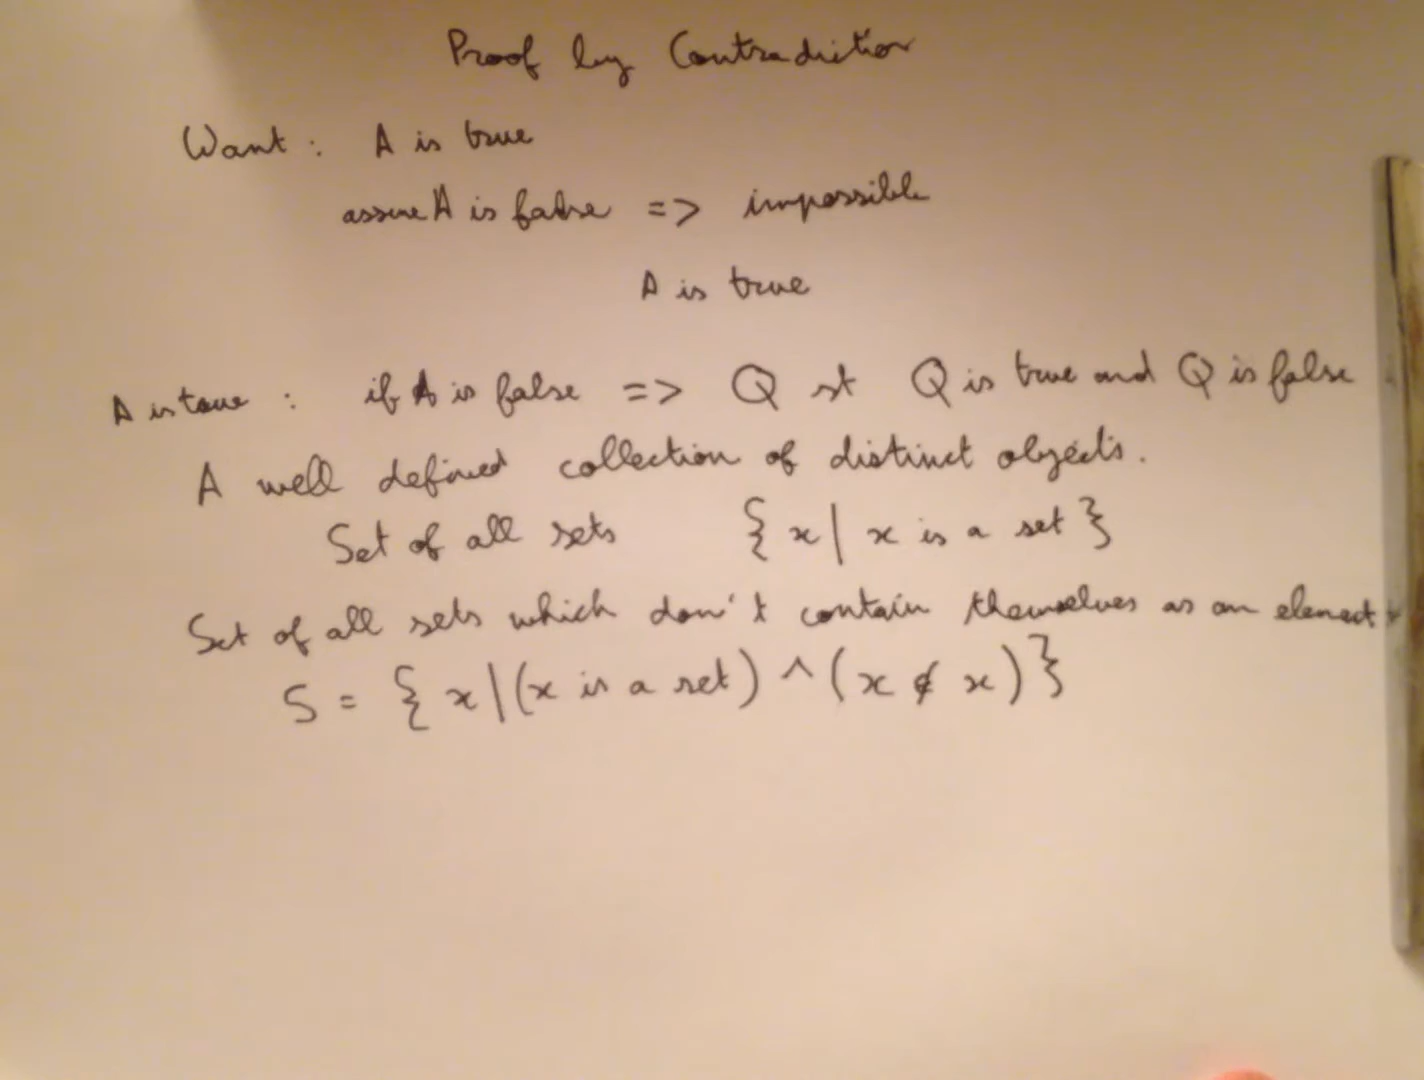 Proof by Contradiction
Want : A is true
assume A is false => impossible
A is true
A is true : if A is false => Q st Q is true and Q is false
A well defined collection of distinct objects.
Set of all sets { x | x is a set }
Set of all sets which don't contain themselves as an element
S = { x | (x is a set) ^ (x ∉ x) }